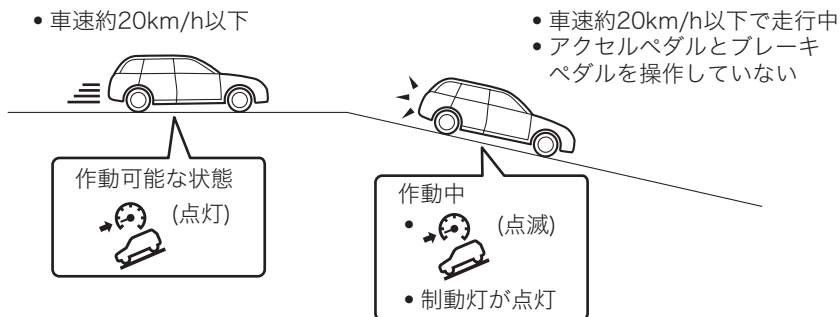 • 車速約20km/h以下
• 車速約20km/h以下で走行中
• アクセルペダルとブレーキ
ペダルを操作していない
作動可能な状態
(点灯)
作動中
• (点滅)
• 制動灯が点灯